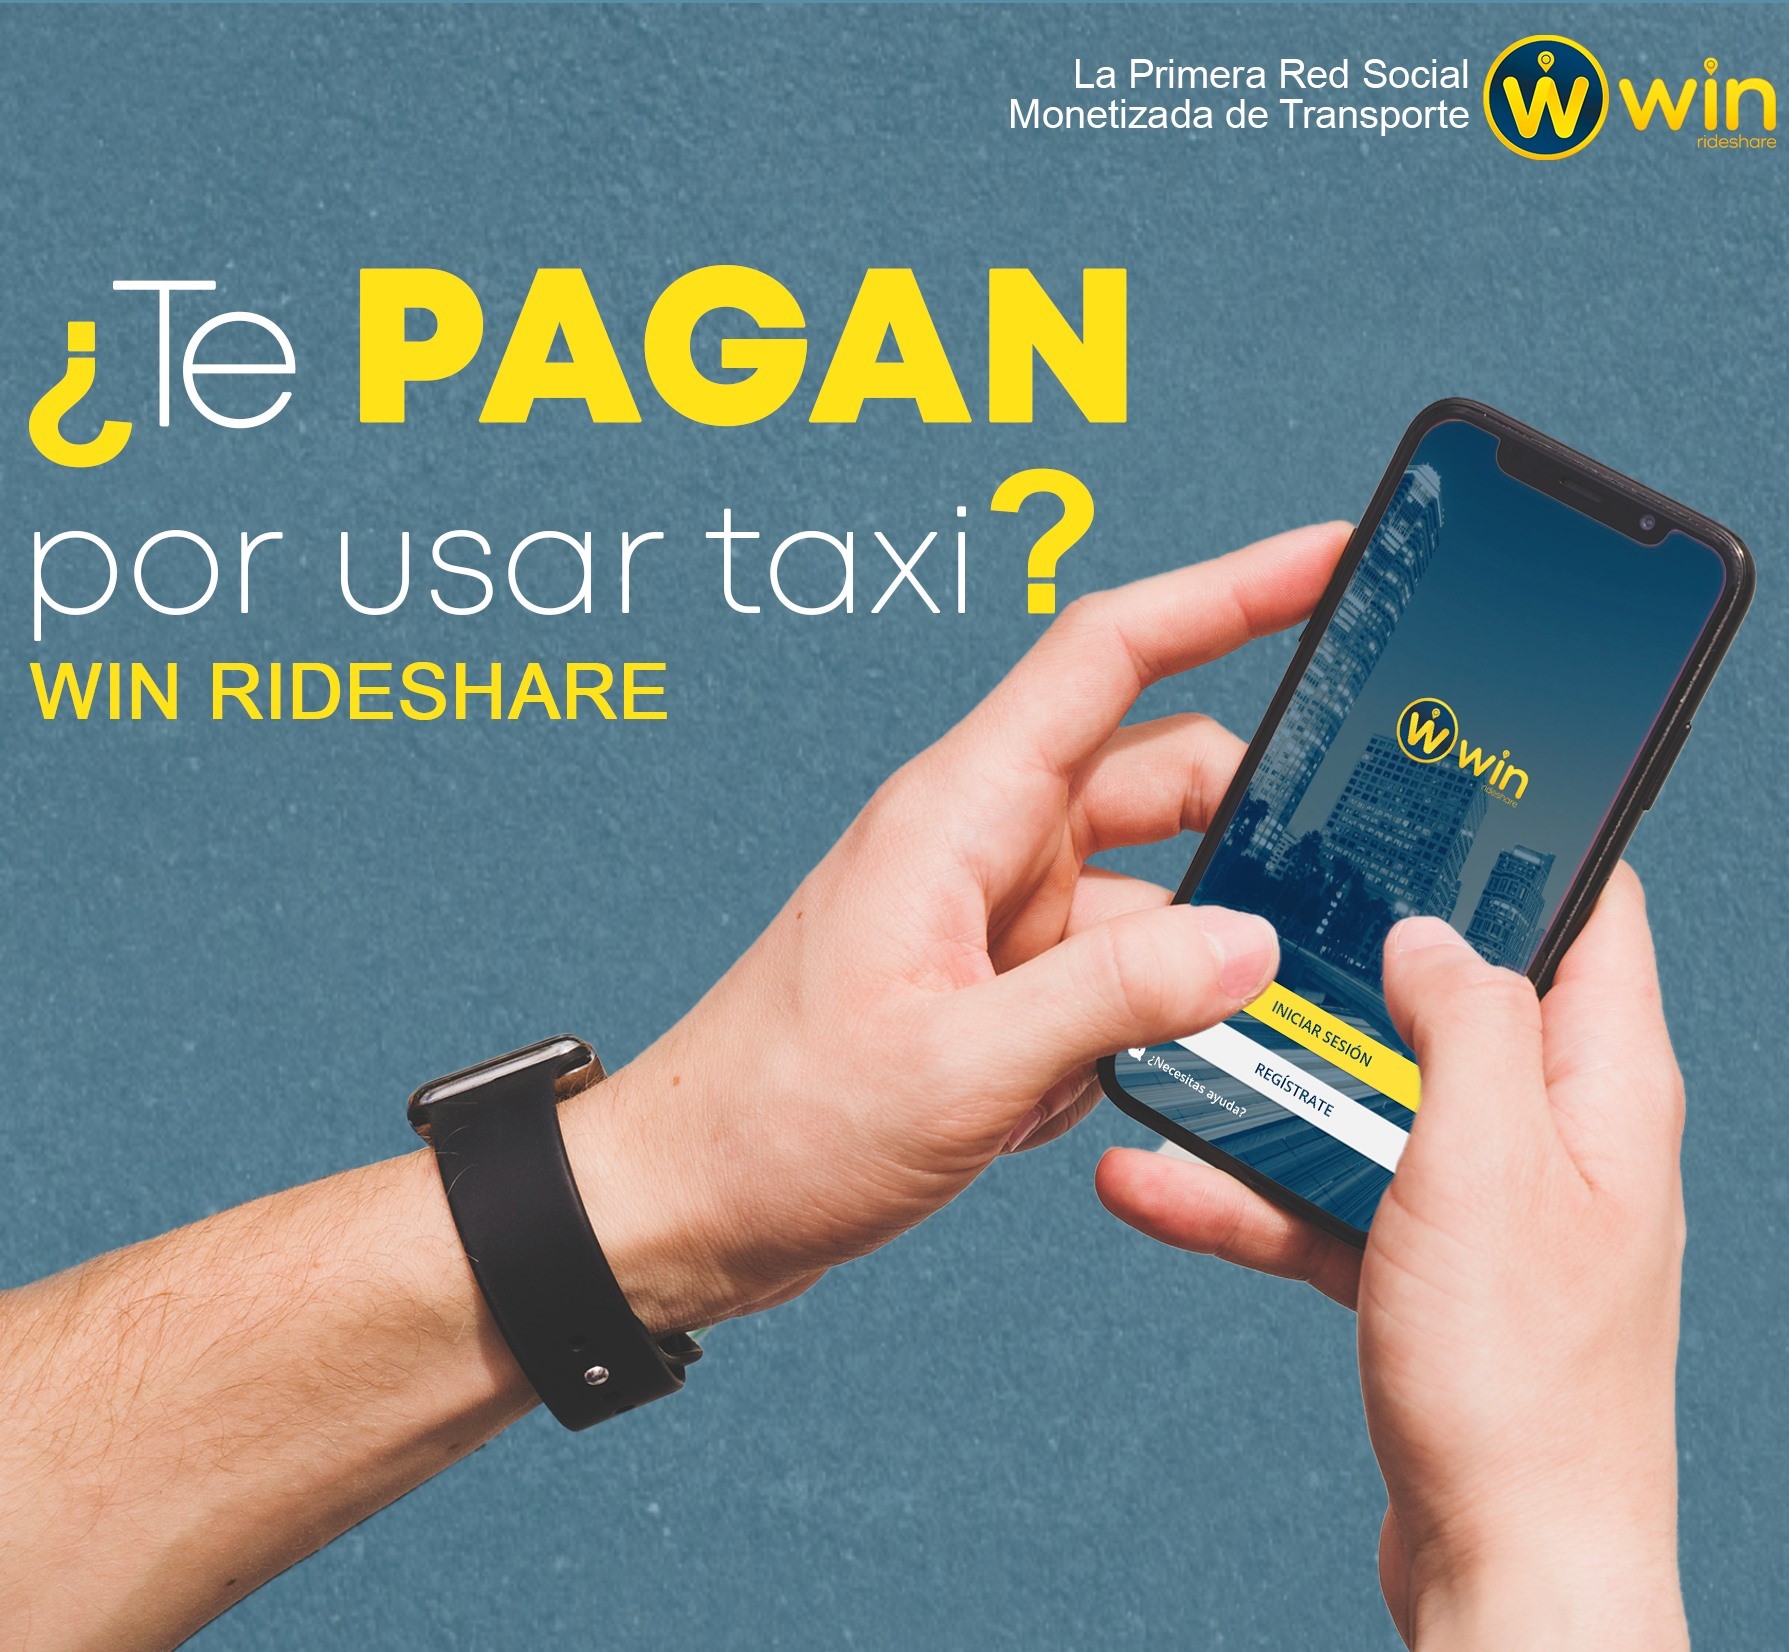 La Primera Red Social
Monetizada de Transporte
W win
rideshare
¿Te PAGAN
por usar taxi?
WIN RIDESHARE
W win
rideshare
INICIAR SESIÓN
REGÍSTRATE
¿Necesitas ayuda?